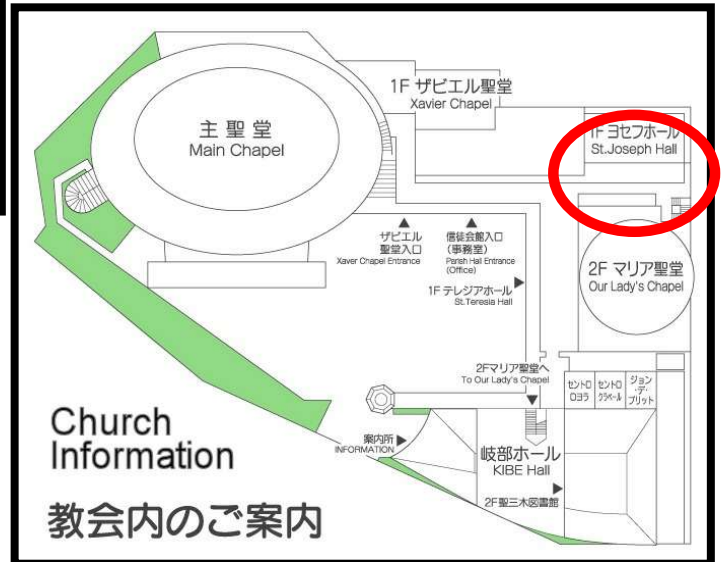 1F ザビエル聖堂
Xavier Chapel
主聖堂
Main Chapel
1F ヨセフホール
St.Joseph Hall
ザビエル
聖堂入口
Xaver Chapel Entrance
信徒会館入口
(事務室)
Parish Hall Entrance
(Office)
1F テレジアホール
St.Teresia Hall
2F マリア聖堂
Our Lady's Chapel
2Fマリア聖堂へ
To Our Lady's Chapel
セントロ
ロヨラ
セントロ
クラベール
ジョン
・デ・
ブリット
Church
Information
案内所
INFORMATION
岐部ホール
KIBE Hall
2F聖三木図書館
教会内のご案内